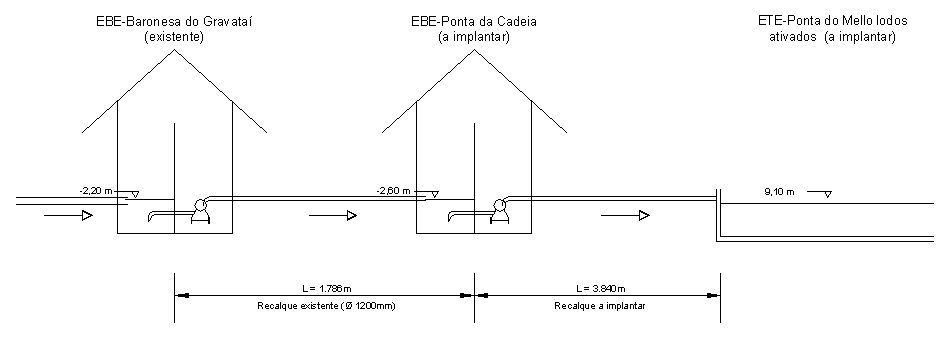 EBE-Baronesa do Gravataí
(existente)
EBE-Ponta da Cadeia
(a implantar)
ETE-Ponta do Mello lodos
ativados (a implantar)
-2,20 m
-2,60 m
9,10 m
L = 1.786m
Recalque existente (Ø 1200mm)
L = 3.840m
Recalque a implantar